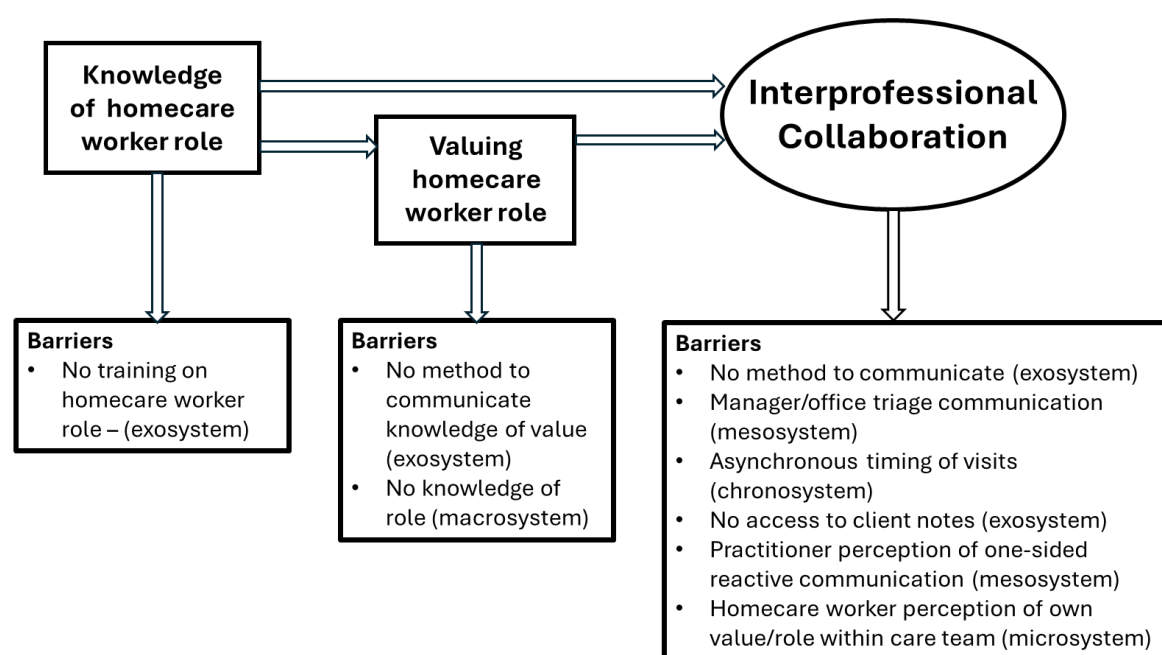 Knowledge
of homecare
worker role
Valuing
homecare
worker role
Interprofessional
Collaboration
Barriers
• No training on
homecare worker
role – (exosystem)
Barriers
• No method to
communicate
knowledge of value
(exosystem)
• No knowledge of
role (macrosystem)
Barriers
• No method to communicate (exosystem)
• Manager/office triage communication
(mesosystem)
• Asynchronous timing of visits
(chronosystem)
• No access to client notes (exosystem)
• Practitioner perception of one-sided
reactive communication (mesosystem)
• Homecare worker perception of own
value/role within care team (microsystem)